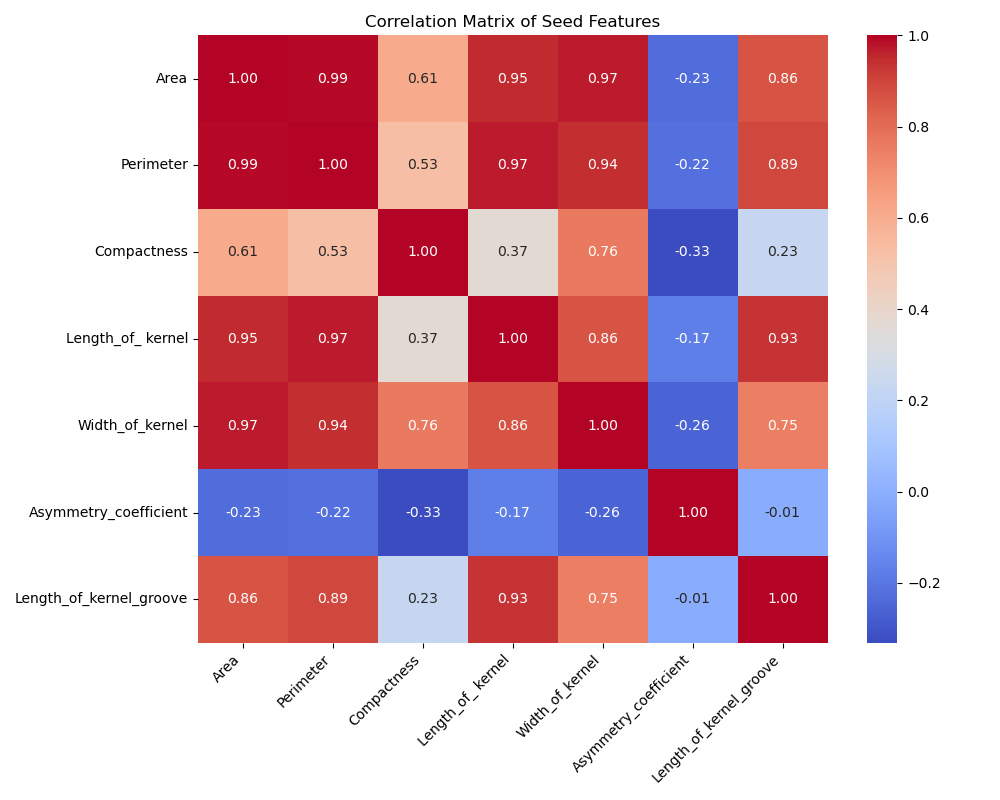 Correlation Matrix of Seed Features
Area 1.00 0.99 0.61 0.95 0.97 -0.23 0.86
Perimeter 0.99 1.00 0.53 0.97 0.94 -0.22 0.89
Compactness 0.61 0.53 1.00 0.37 0.76 -0.33 0.23
Length_of_ kernel 0.95 0.97 0.37 1.00 0.86 -0.17 0.93
Width_of_kernel 0.97 0.94 0.76 0.86 1.00 -0.26 0.75
Asymmetry_coefficient -0.23 -0.22 -0.33 -0.17 -0.26 1.00 -0.01
Length_of_kernel_groove 0.86 0.89 0.23 0.93 0.75 -0.01 1.00
Area
Perimeter
Compactness
Length_of_ kernel
Width_of_kernel
Asymmetry_coefficient
Length_of_kernel_groove
1.0
0.8
0.6
0.4
0.2
0.0
−0.2